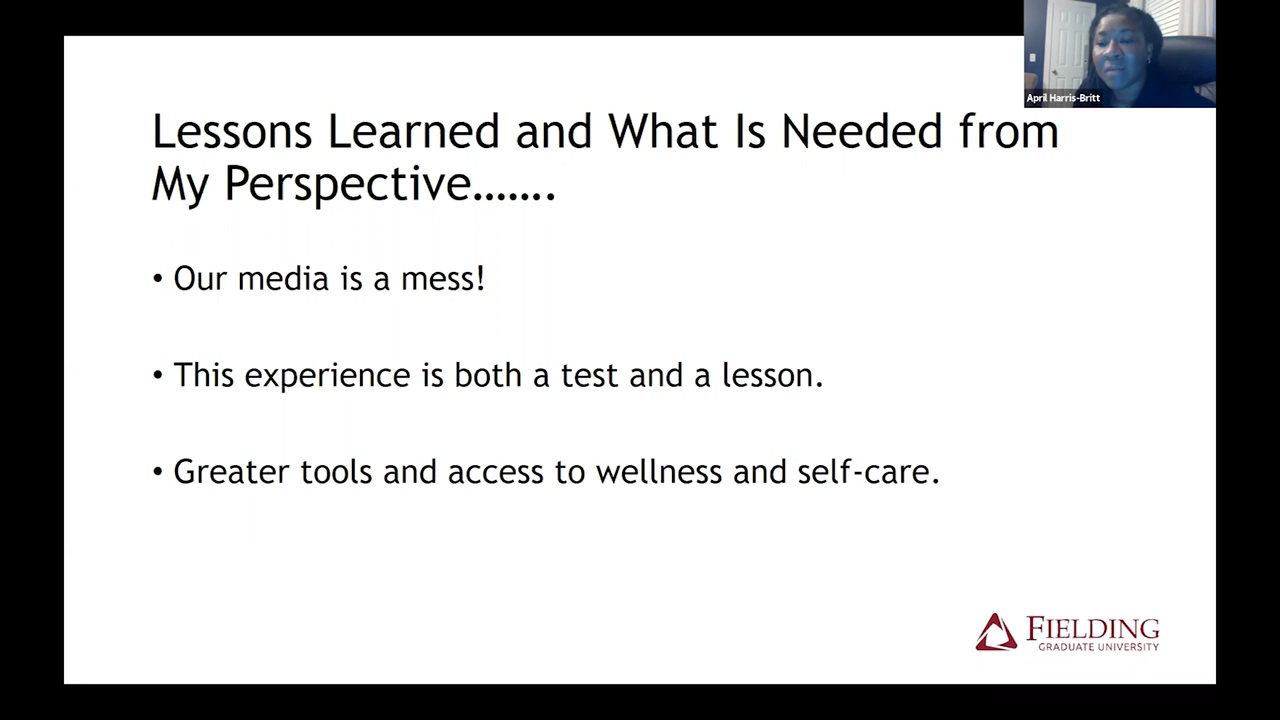 April Harris-Britt
Lessons Learned and What Is Needed from
My Perspective…….
• Our media is a mess!
• This experience is both a test and a lesson.
• Greater tools and access to wellness and self-care.
FIELDING
GRADUATE UNIVERSITY